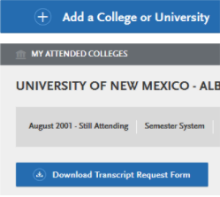 Add a College or University
MY ATTENDED COLLEGES
UNIVERSITY OF NEW MEXICO - ALB
August 2001 - Still Attending Semester System
Download Transcript Request Form